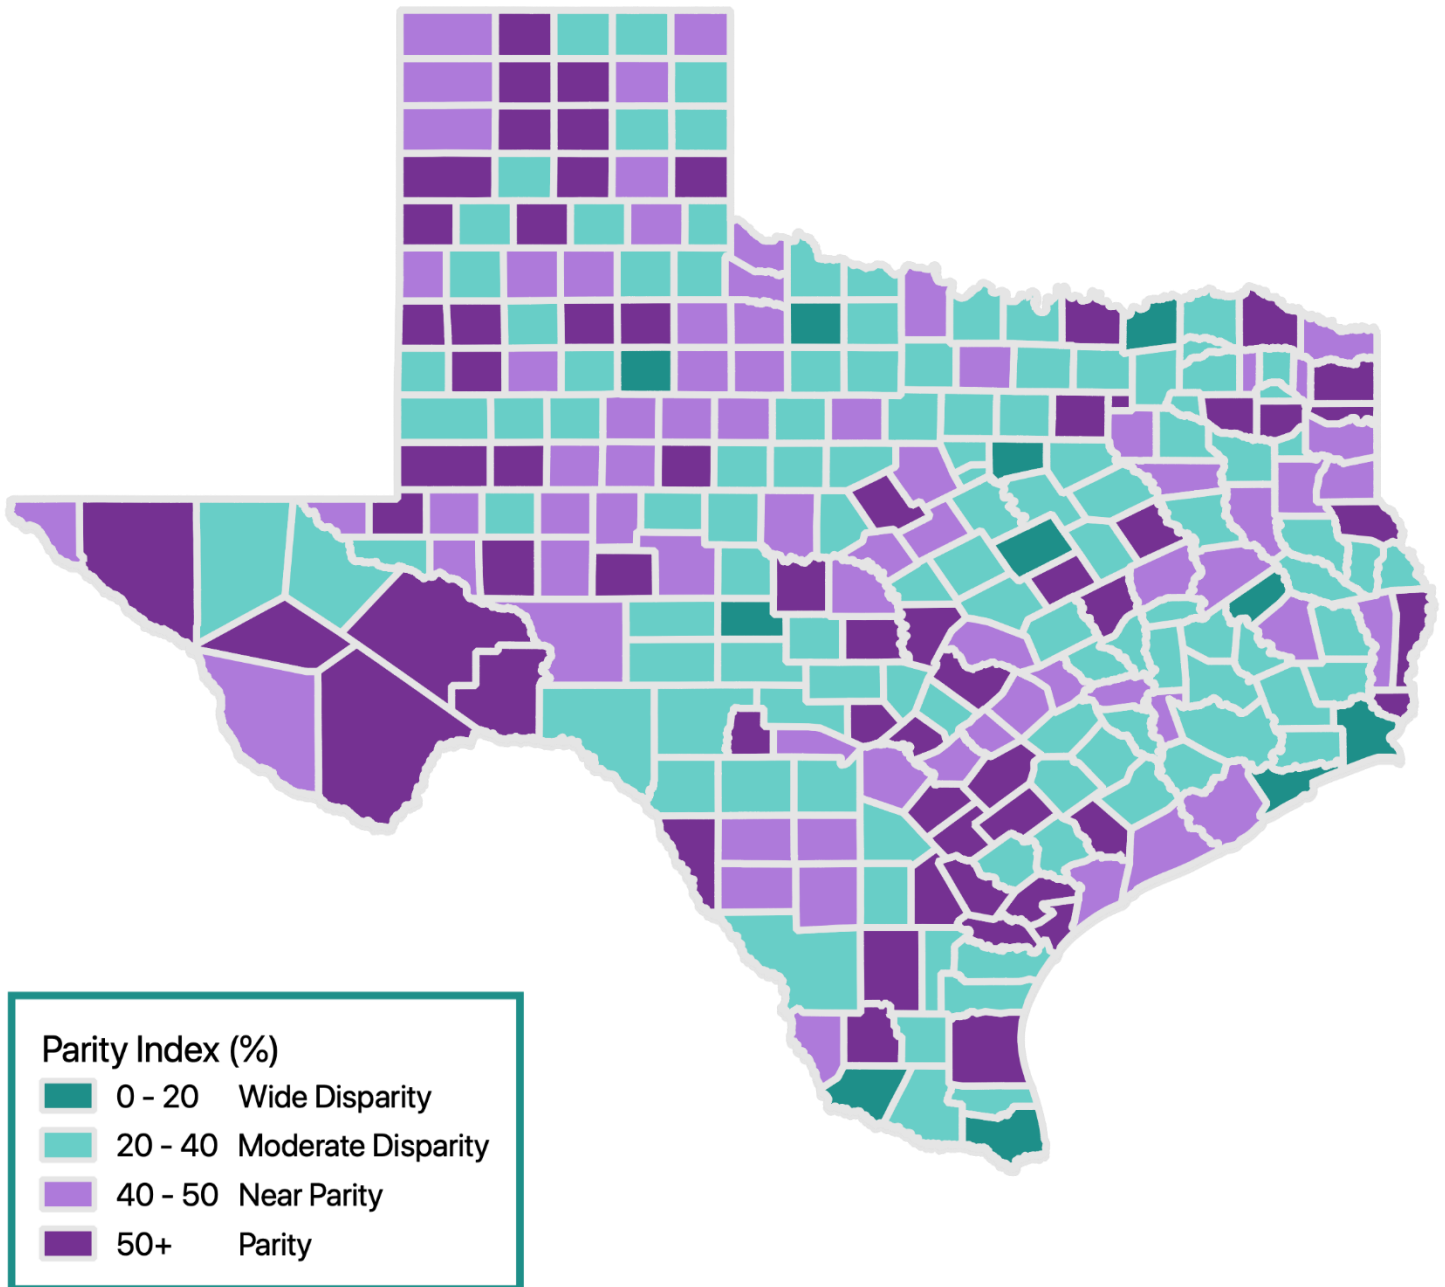 Parity Index (%)
0 - 20 Wide Disparity
20 - 40 Moderate Disparity
40 - 50 Near Parity
50+ Parity